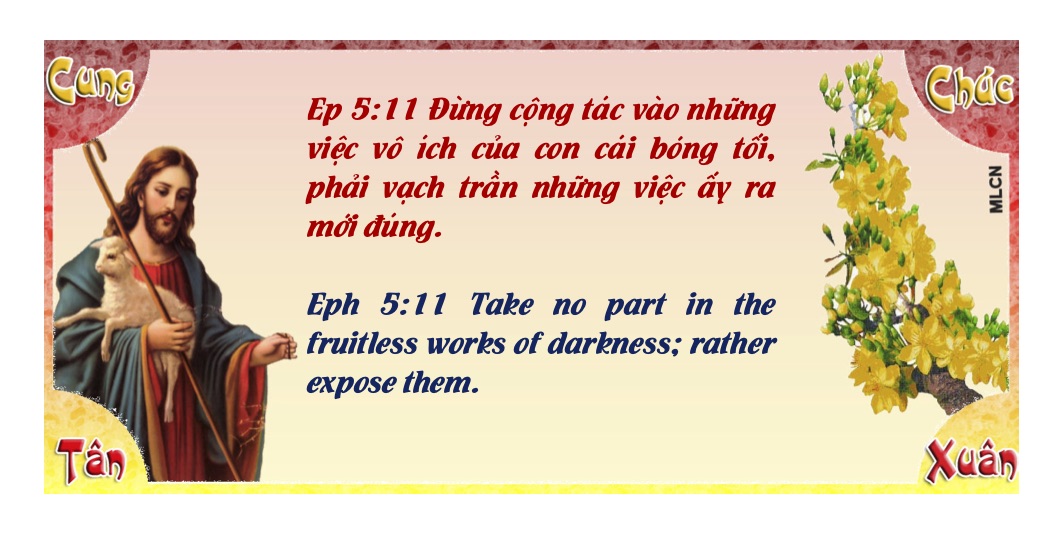 Cung
Chúc
Ep 5:11 Đừng cộng tác vào những
việc vô ích của con cái bóng tối,
phải vạch trần những việc ấy ra
mới đúng.
MLCN
Eph 5:11 Take no part in the
fruitless works of darkness; rather
expose them.
Tân
Xuân